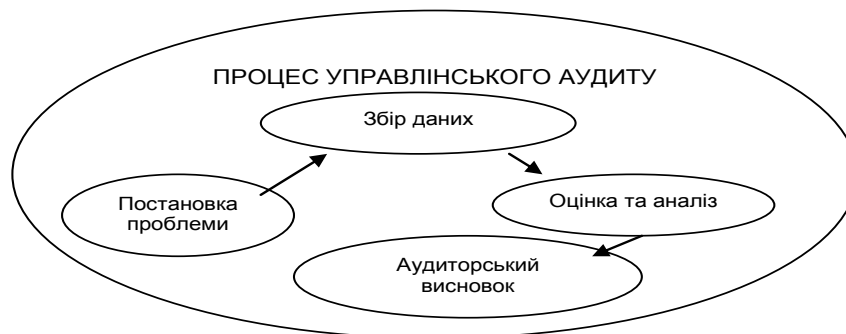 ПРОЦЕС УПРАВЛІНСЬКОГО АУДИТУ
Збір даних
Постановка
проблеми
Оцінка та аналіз
Аудиторський
висновок